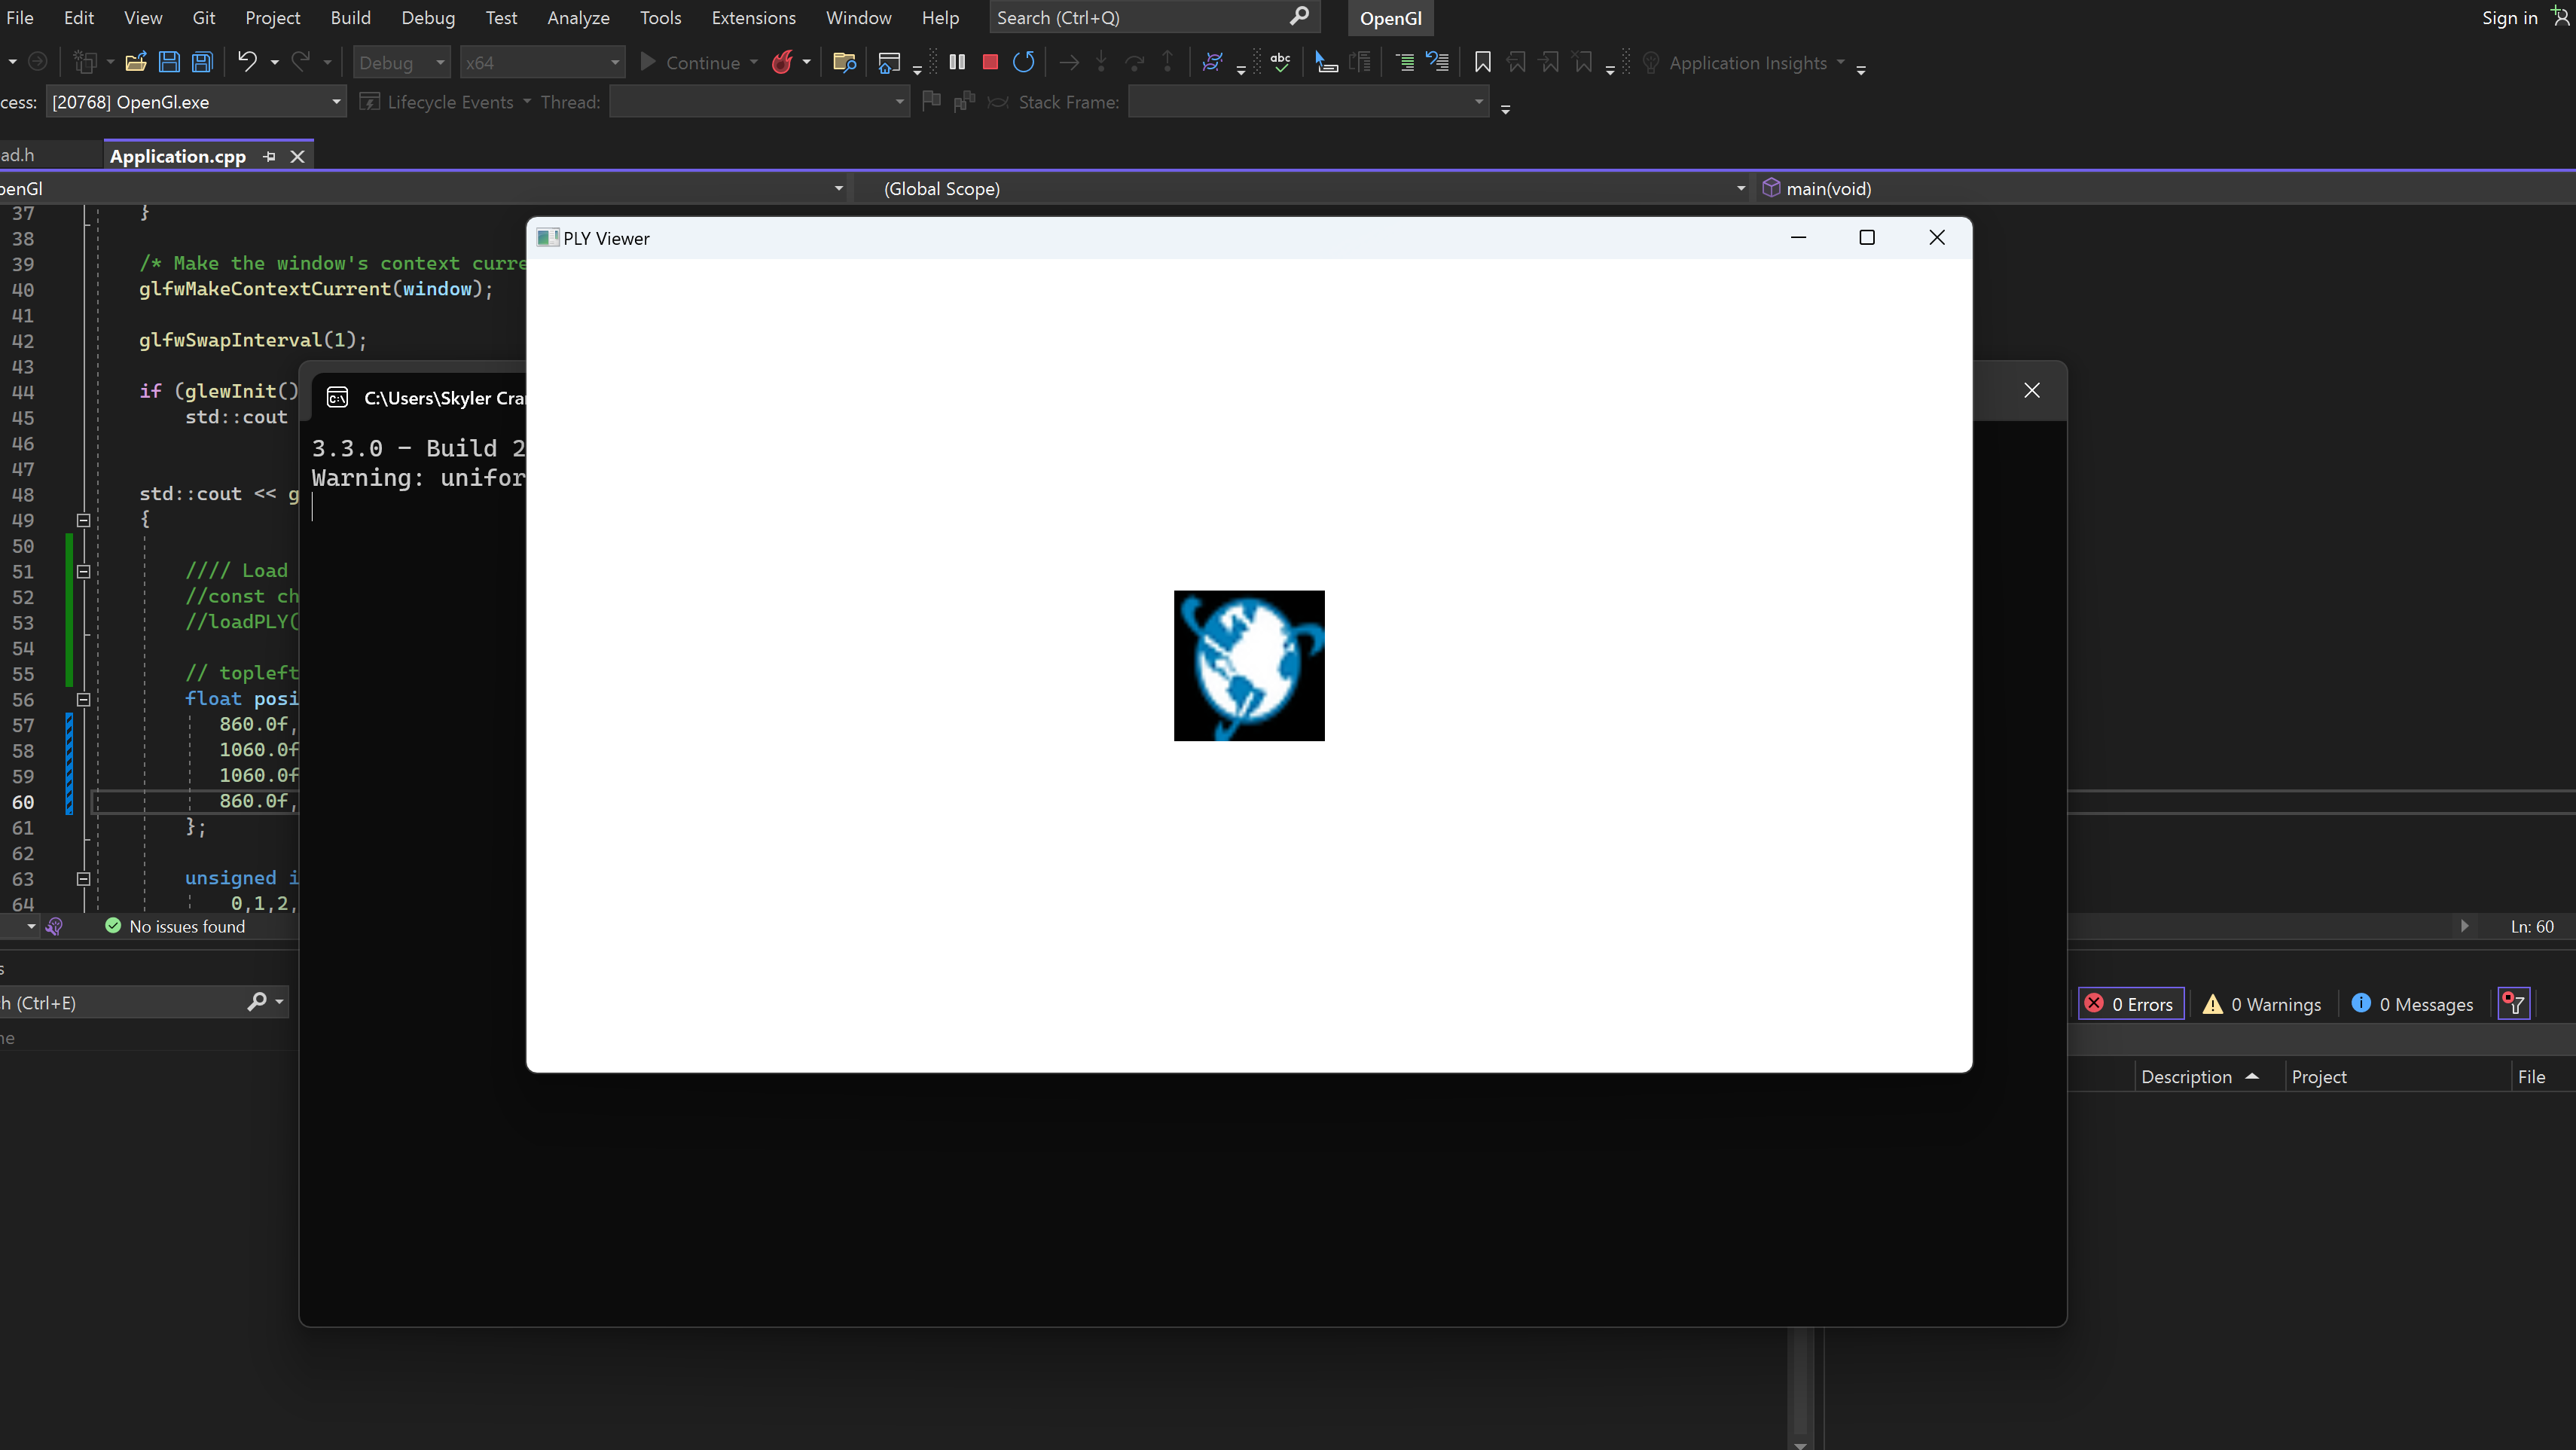 File Edit View Git Project Build Debug Test Analyze Tools Extensions Window Help Search (Ctrl+Q) OpenGl Sign in
Debug x64 Continue Application Insights
cess: [20768] OpenGl.exe Lifecycle Events Thread: Stack Frame:
ad.h Application.cpp
penGl (Global Scope) main(void)
37 }
38
39 /* Make the window's context curre
40 glfwMakeContextCurrent(window);
41
42 glfwSwapInterval(1);
43
44 if (glewInit()
45 std::cout
46
47
48 std::cout << g
49 {
50
51 //// Load
52 //const ch
53 //loadPLY(
54
55 // topleft
56 float posi
57 860.0f,
58 1060.0f
59 1060.0f
60 860.0f,
61 };
62
63 unsigned i
64 0,1,2,
PLY Viewer
C:\Users\Skyler Cra
3.3.0 - Build 2
Warning: unifor
No issues found Ln: 60
s
h (Ctrl+E) 0 Errors 0 Warnings 0 Messages
ne
Description Project File